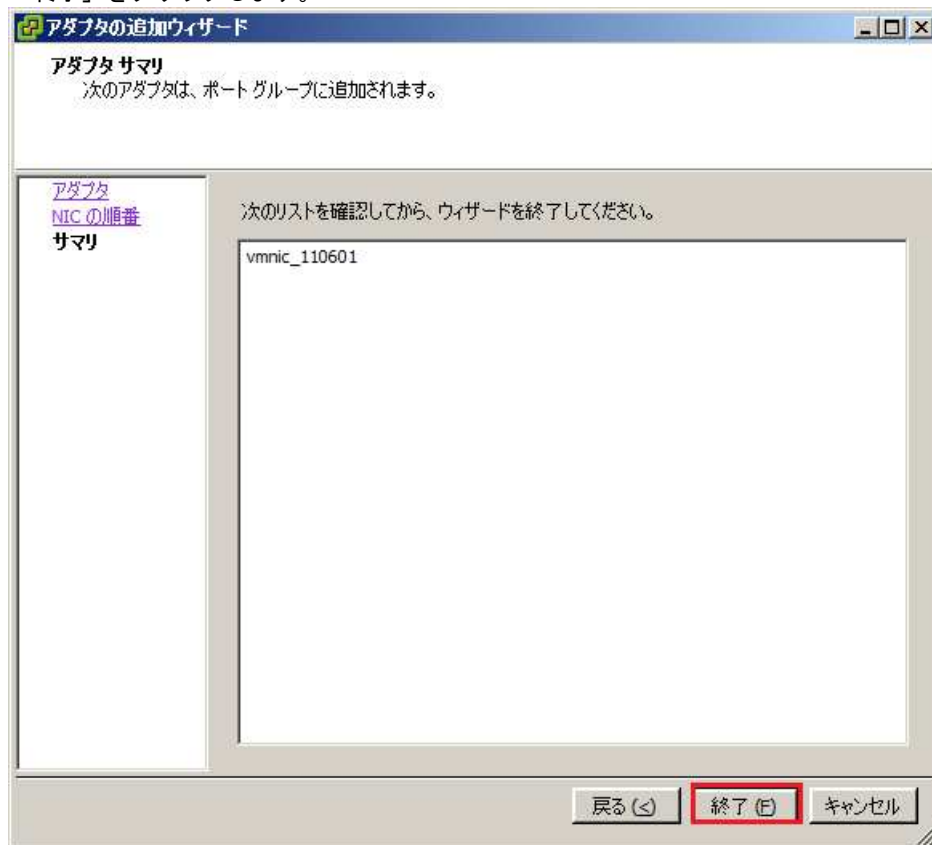 アダプタの追加ウィザード
アダプタ サマリ
次のアダプタは、ポート グループに追加されます。
アダプタ
NIC の順番
サマリ
次のリストを確認してから、ウィザードを終了してください。
vmnic_110601
戻る(<)
終了(F)
キャンセル